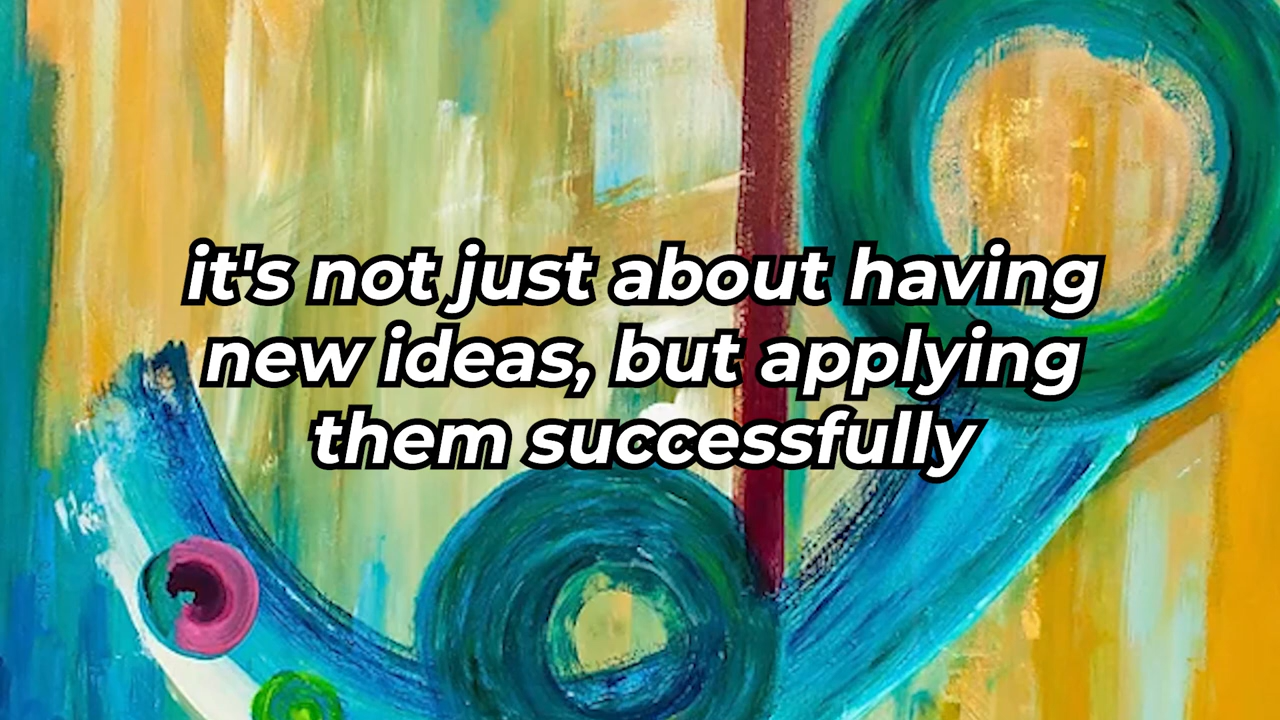 it's not just about having
new ideas, but applying
them successfully